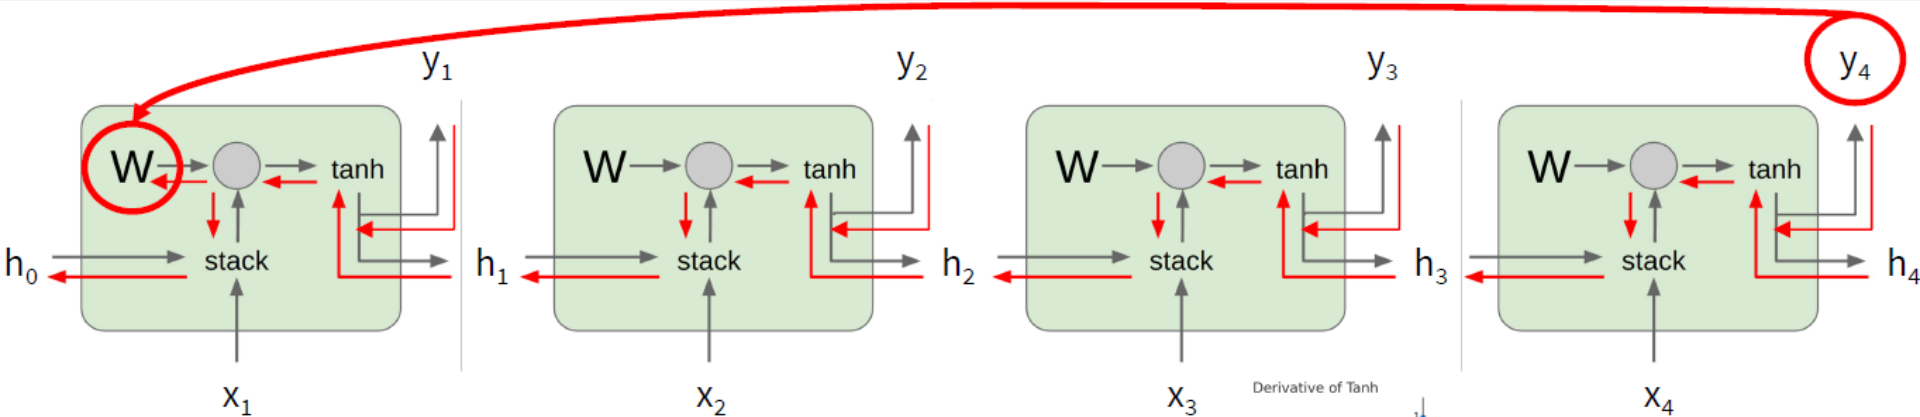 y1 y2 y3 y4
W tanh W tanh W tanh W tanh
h0 stack h1 stack h2 stack h3 stack h4
x1 x2 x3 x4
Derivative of Tanh